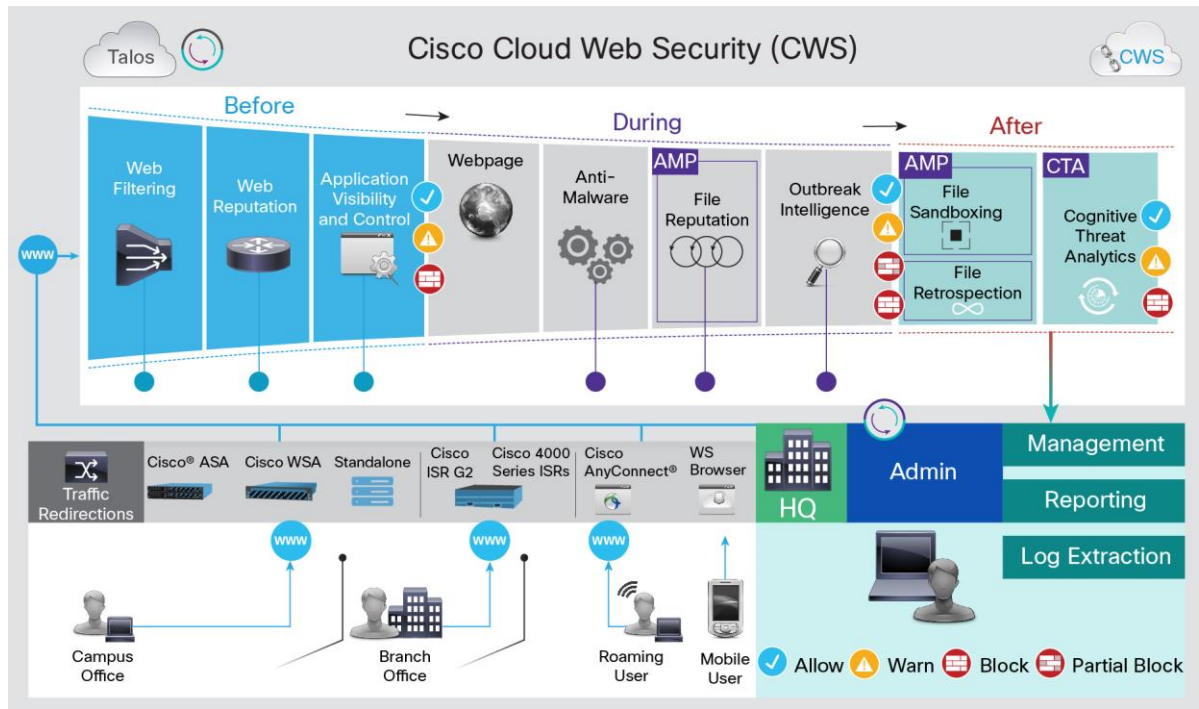 Talos
Cisco Cloud Web Security (CWS)
CWS
Before
During
After
Web
Filtering
Web
Reputation
Application
Visibility
and Control
Webpage
Anti-
Malware
AMP
File
Reputation
Outbreak
Intelligence
AMP
File
Sandboxing
File
Retrospection
CTA
Cognitive
Threat
Analytics
www
Traffic
Redirections
Cisco® ASA
Cisco WSA
Standalone
Cisco
ISR G2
Cisco 4000
Series ISRs
Cisco
AnyConnect®
WS
Browser
HQ
Admin
Management
Reporting
Log Extraction
www
www
www
Campus
Office
Branch
Office
Roaming
User
Mobile
User
Allow
Warn
Block
Partial Block